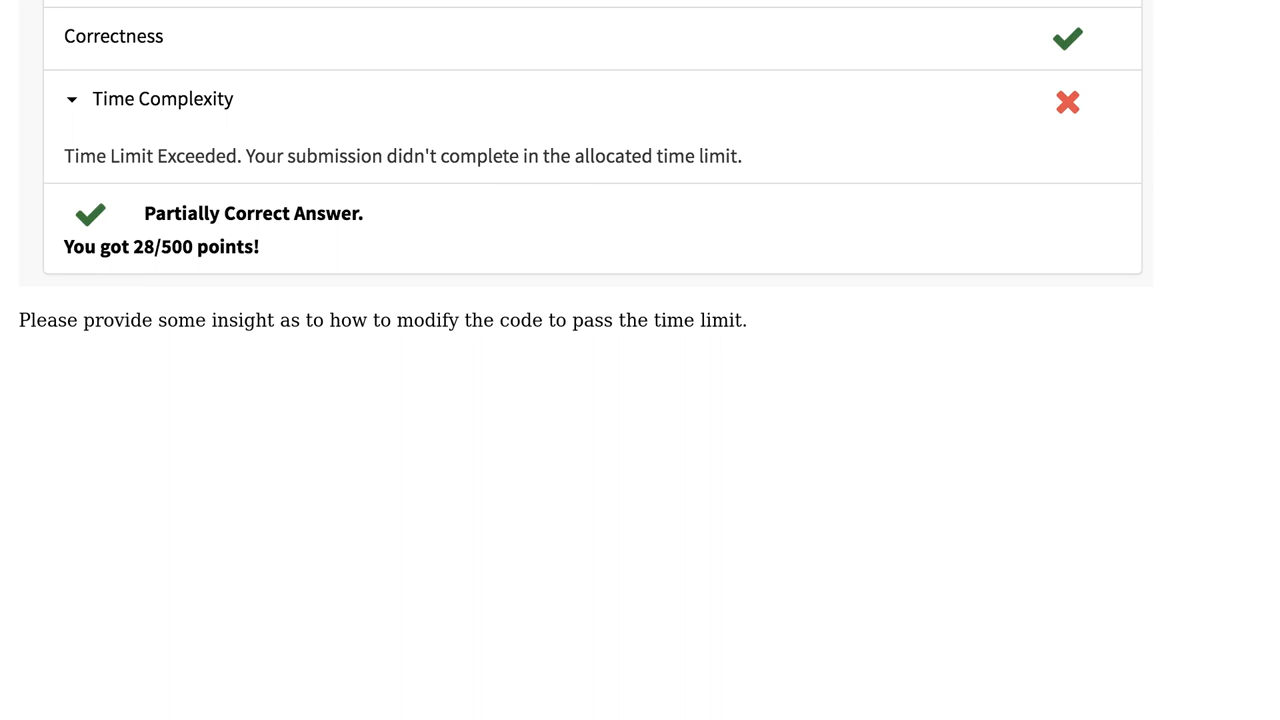 Correctness
Time Complexity
Time Limit Exceeded. Your submission didn't complete in the allocated time limit.
Partially Correct Answer.
You got 28/500 points!
Please provide some insight as to how to modify the code to pass the time limit.